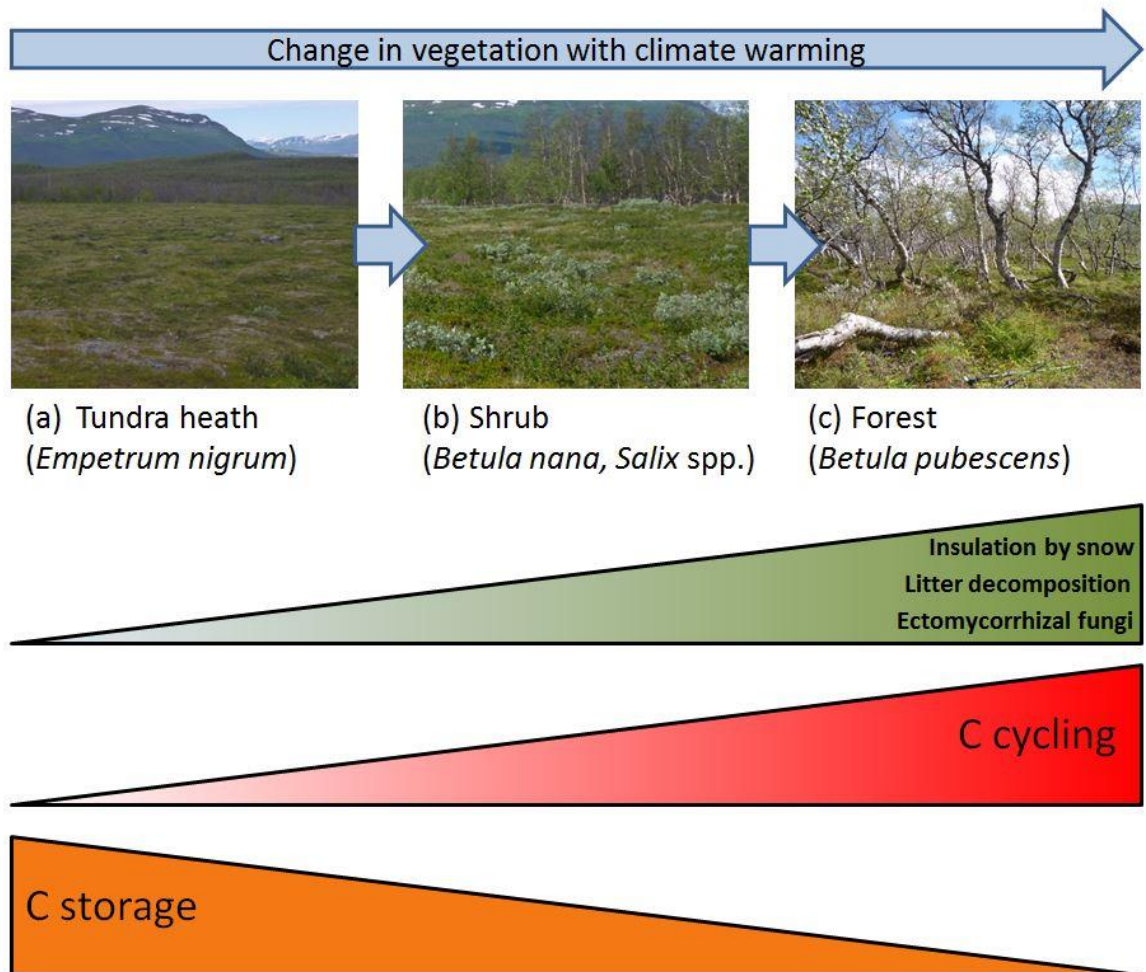 Change in vegetation with climate warming
(a) Tundra heath
(Empetrum nigrum)
(b) Shrub
(Betula nana, Salix spp.)
(c) Forest
(Betula pubescens)
Insulation by snow
Litter decomposition
Ectomycorrhizal fungi
C cycling
C storage